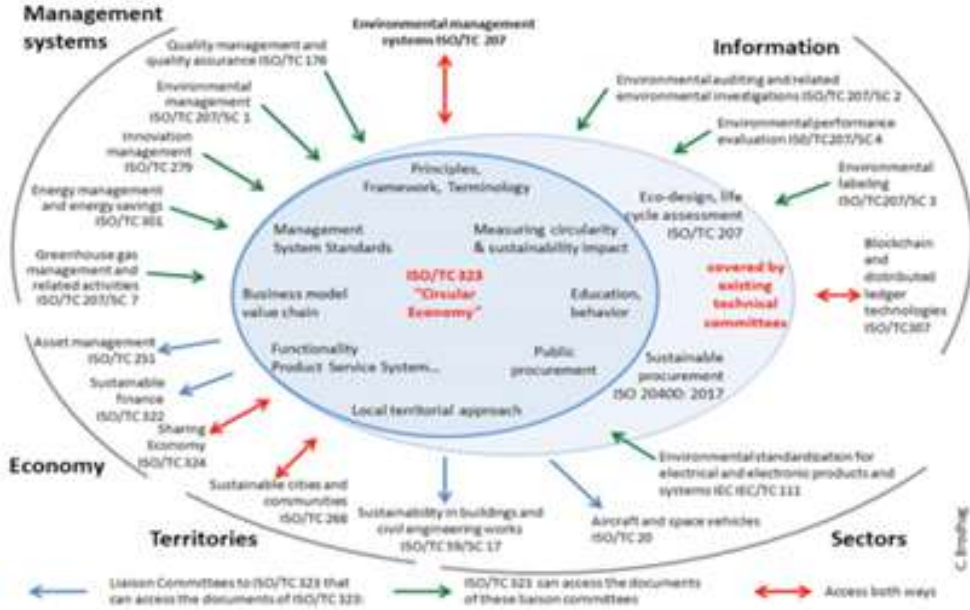 Management
systems
Quality management and
quality assurance ISO/TC 176
Environmental
management
ISO/TC 207/SC 1
Innovation
management
ISO/TC 279
Energy management
and energy savings
ISO/TC 301
Greenhouse gas
management and
related activities
ISO/TC 207/SC 7
Environmental management
systems ISO/TC 207
Information
Environmental auditing and related
environmental investigations ISO/TC 207/SC 2
Environmental performance
evaluation ISO/TC207/SC 4
Environmental
labeling
ISO/TC207/SC 3
Blockchain
and
distributed
ledger
technologies
ISO/TC307
Principles,
Framework, Terminology
Management
System Standards
Measuring circularity
& sustainability impact
ISO/TC 323
"Circular
Economy"
Business model
value chain
Education,
behavior
Functionality
Product Service System...
Public
procurement
Local territorial approach
Eco-design, life
cycle assessment
ISO/TC 207
covered by
existing
technical
committees
Sustainable
procurement
ISO 20400: 2017
Asset management
ISO/TC 251
Sustainable
finance
ISO/TC 322
Sharing
Economy
ISO/TC 324
Economy
Sustainable cities and
communities
ISO/TC 268
Territories
Sustainability in buildings and
civil engineering works
ISO/TC 59/SC 17
Aircraft and space vehicles
ISO/TC 20
Environmental standardization for
electrical and electronic products and
systems IEC IEC/TC 111
Sectors
C. Brodhag
Liaison Committees to ISO/TC 323 that
can access the documents of ISO/TC 323:
ISO/TC 323 can access the documents
of these liaison committees
Access both ways